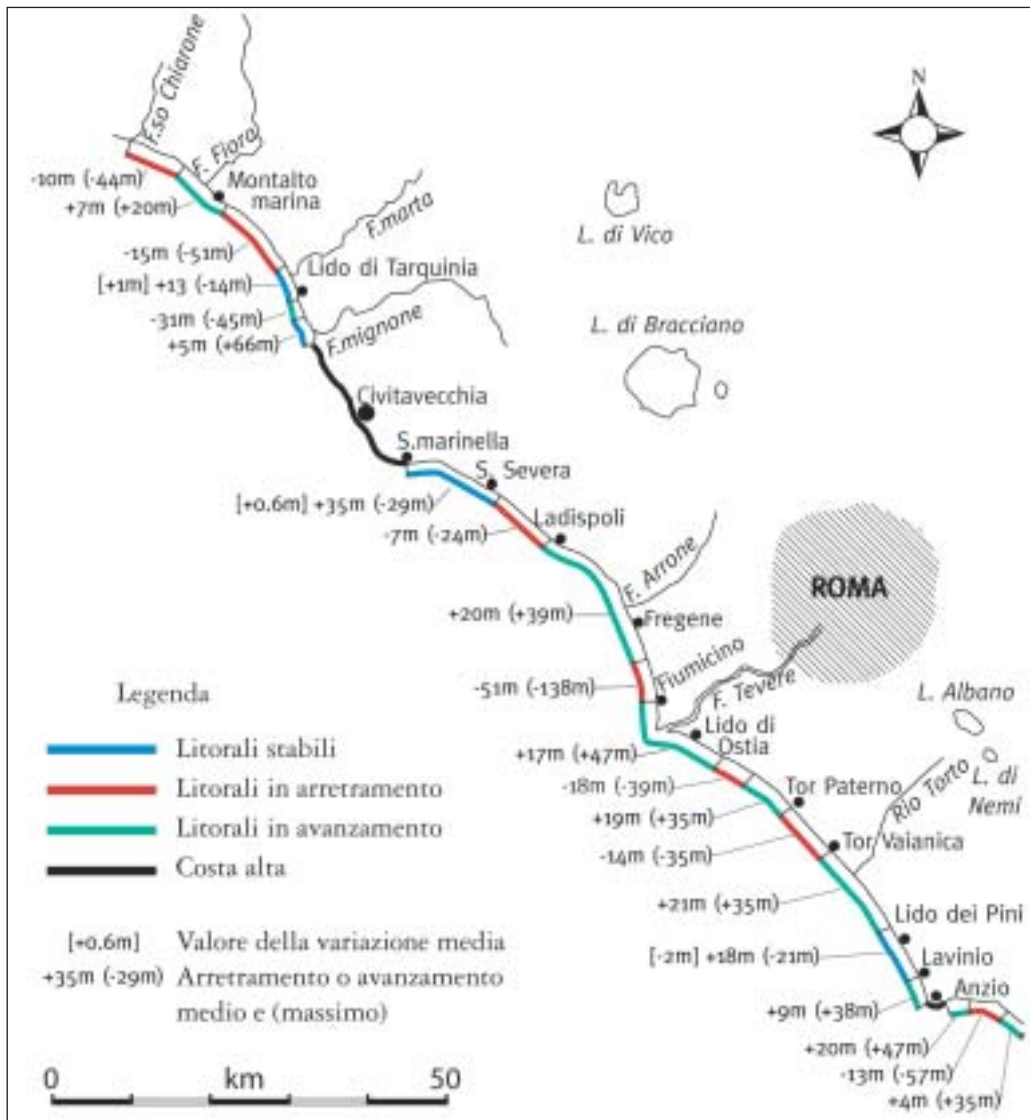 N
F.so Chiarone
F. Fiora
-10m (-44m)
Montalto
marina
+7m (+20m)
F.marta
L. di Vico
-15m (-51m)
Lido di Tarquinia
[+1m] +13 (-14m)
-31m (-45m)
F.mignone
L. di Bracciano
+5m (+66m)
Civitavecchia
S.marinella
S. Severa
[+0.6m] +35m (-29m)
-7m (-24m)
Ladispoli
F. Arrone
ROMA
+20m (+39m)
Fregene
Fiumicino
-51m (-138m)
F. Tevere
L. Albano
Legenda
Lido di
Ostia
+17m (+47m)
Litorali stabili
L. di
Nemi
Rio Torto
-18m (-39m)
Litorali in arretramento
Tor Paterno
+19m (+35m)
Litorali in avanzamento
Tor Vaianica
-14m (-35m)
Costa alta
+21m (+35m)
Lido dei Pini
[+0.6m] Valore della variazione media
[-2m] +18m (-21m)
Lavinio
+35m (-29m) Arretramento o avanzamento
medio e (massimo)
Anzio
+9m (+38m)
+20m (+47m)
-13m (-57m)
+4m (+35m)
0 km 50